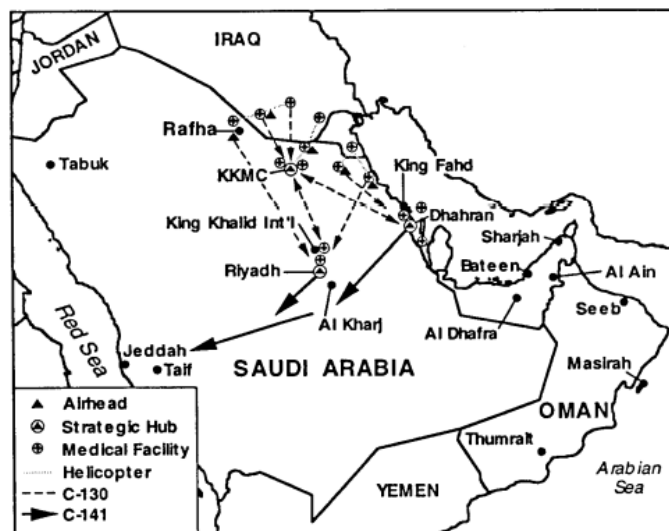 IRAQ
JORDAN
Rafha
Tabuk
KKMC
King Fahd
King Khalid Int'l
Dhahran
Sharjah
Riyadh
Bateen
Al Ain
Al Kharj
Al Dhafra
Seeb
Red Sea
Jeddah
Taif
SAUDI ARABIA
Masirah
OMAN
Thumrait
YEMEN
Arabian
Sea
Airhead
Strategic Hub
Medical Facility
Helicopter
C-130
C-141